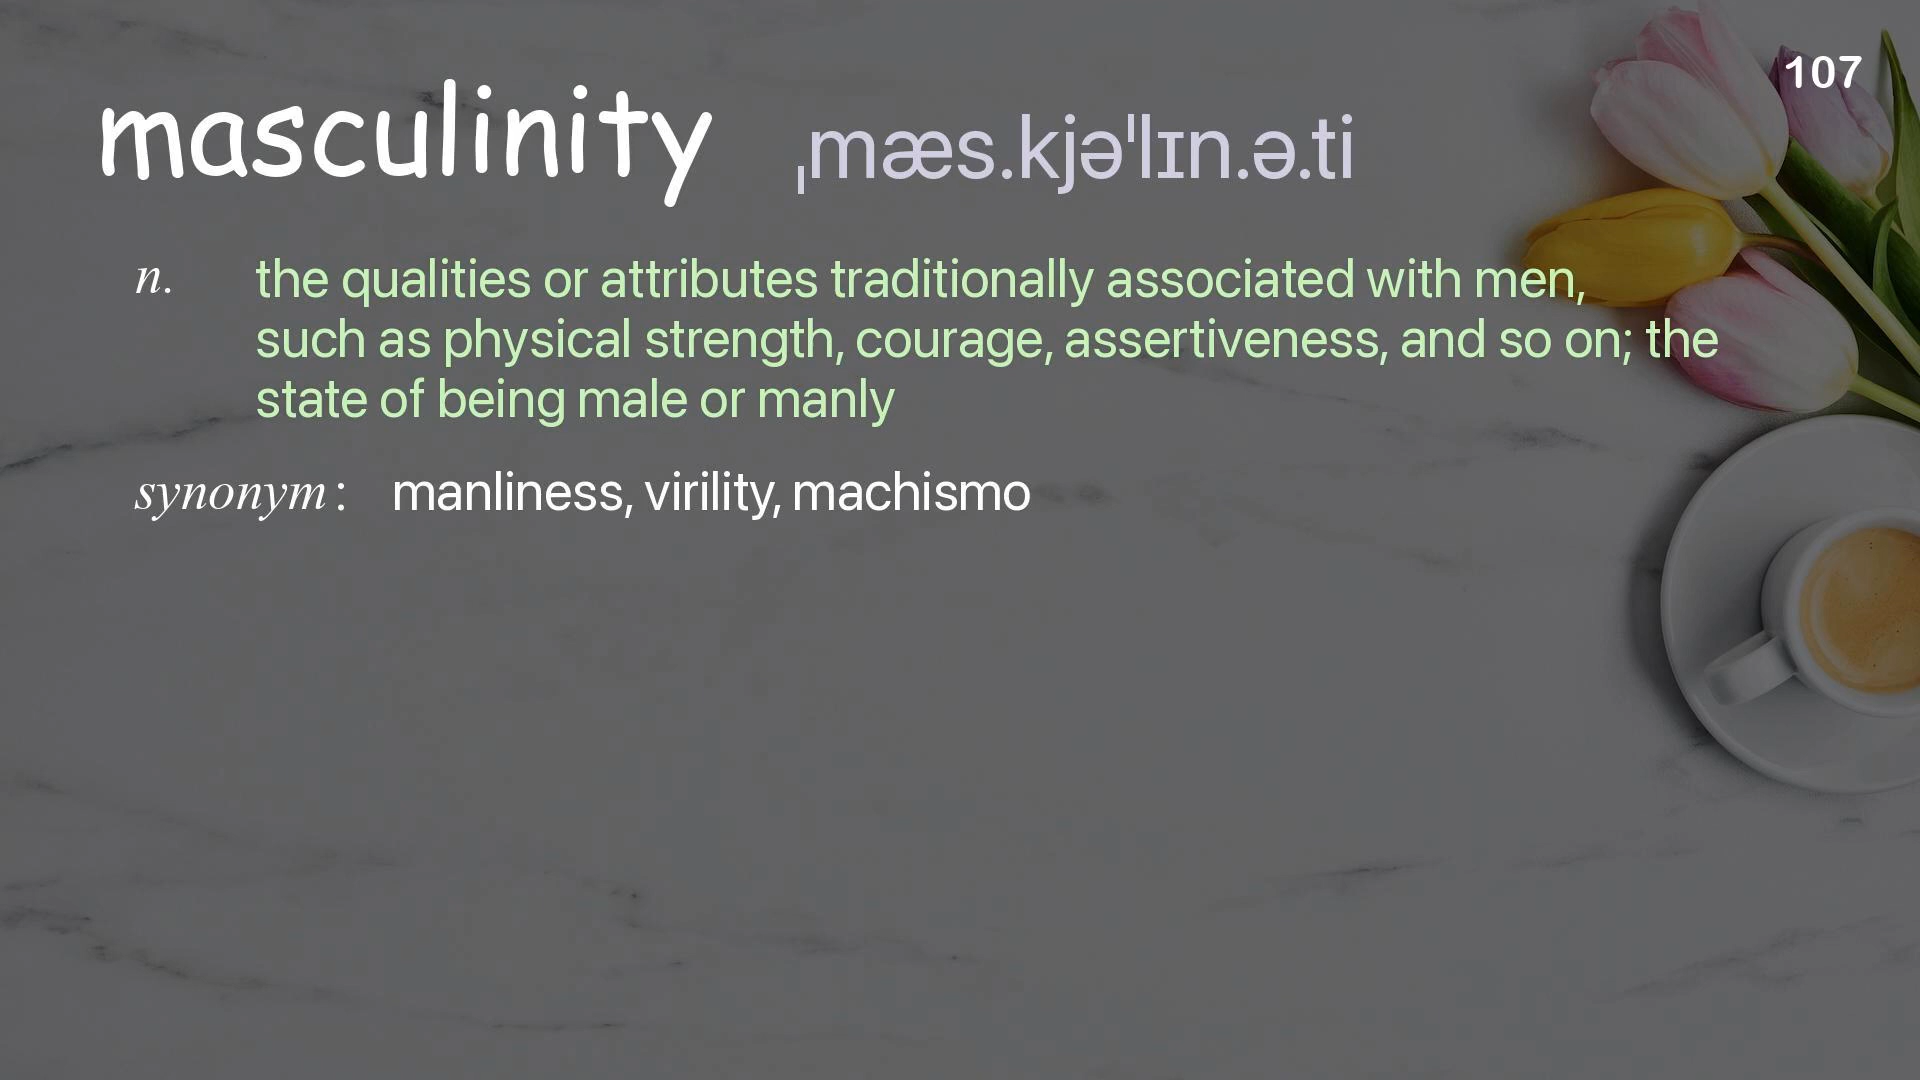 107
masculinity ˌmæs.kjəˈlɪn.ə.ti
n. the qualities or attributes traditionally associated with men,
such as physical strength, courage, assertiveness, and so on; the
state of being male or manly
synonym : manliness, virility, machismo